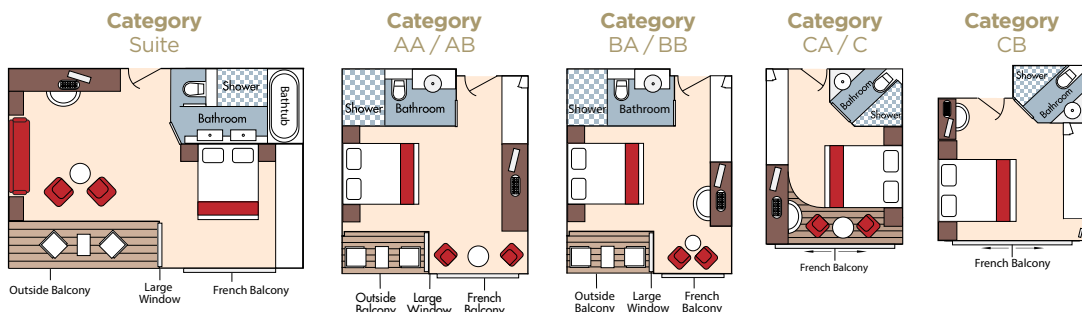 Category
Suite
Shower
Bathtub
Bathroom
Outside Balcony
Large
Window
French Balcony
Category
AA / AB
Shower
Bathroom
Outside
Balcony
Large
Window
French
Balcony
Category
BA / BB
Shower
Bathroom
Outside
Balcony
Large
Window
French
Balcony
Category
CA / C
Bathroom
Shower
French Balcony
Category
CB
Shower
Bathroom
French Balcony